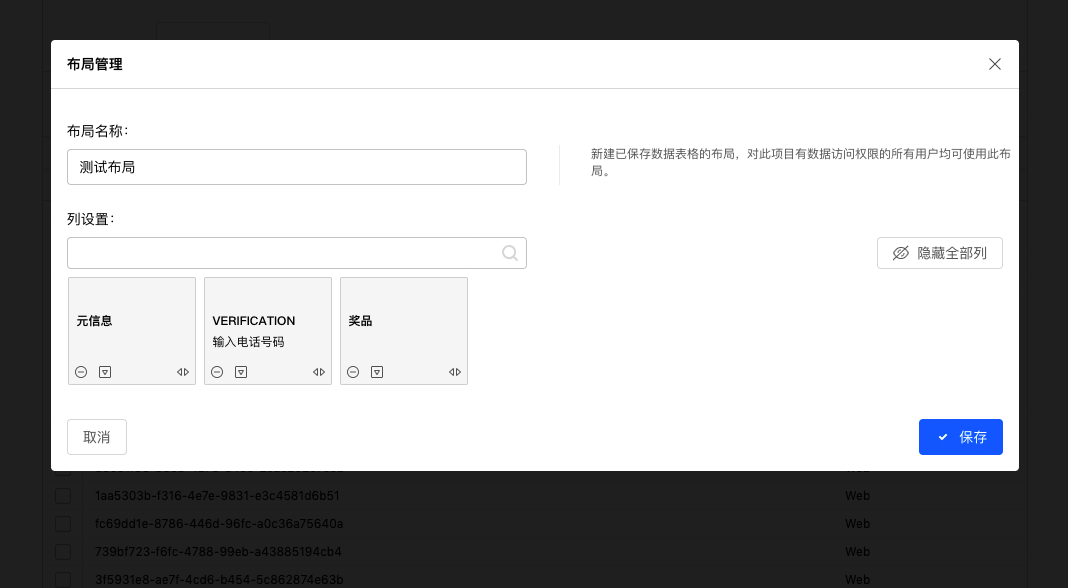 布局管理
布局名称:
测试布局
新建已保存数据表格的布局，对此项目有数据访问权限的所有用户均可使用此布
局。
列设置:
隐藏全部列
元信息
VERIFICATION
输入电话号码
奖品
取消
保存
1aa5303b-f316-4e7e-9831-e3c4581d6b51 Web
fc69dd1e-8786-446d-96fc-a0c36a75640a Web
739bf723-f6fc-4788-99eb-a43885194cb4 Web
3f5931e8-ae7f-4cd6-b454-5c862874e63b Web